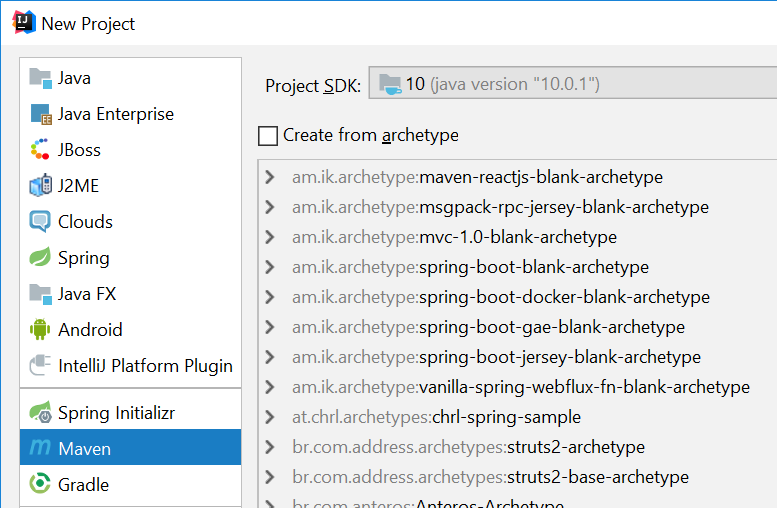 New Project
Java
Java Enterprise
JBoss
J2ME
Clouds
Spring
Java FX
Android
IntelliJ Platform Plugin
Spring Initializr
Maven
Gradle
Project SDK: 10 (java version "10.0.1")
Create from archetype
am.ik.archetype:maven-reactjs-blank-archetype
am.ik.archetype:msgpack-rpc-jersey-blank-archetype
am.ik.archetype:mvc-1.0-blank-archetype
am.ik.archetype:spring-boot-blank-archetype
am.ik.archetype:spring-boot-docker-blank-archetype
am.ik.archetype:spring-boot-gae-blank-archetype
am.ik.archetype:spring-boot-jersey-blank-archetype
am.ik.archetype:vanilla-spring-webflux-fn-blank-archetype
at.chrl.archetypes:chrl-spring-sample
br.com.address.archetypes:struts2-archetype
br.com.address.archetypes:struts2-base-archetype
br.com.anteros:Anteros-Archetype